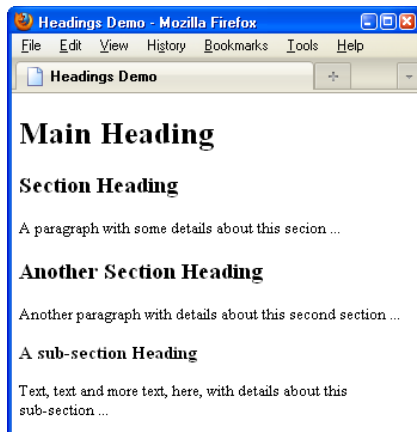 Headings Demo - Mozilla Firefox
File Edit View History Bookmarks Tools Help
Headings Demo
Main Heading
Section Heading
A paragraph with some details about this secion ...
Another Section Heading
Another paragraph with details about this second section ...
A sub-section Heading
Text, text and more text, here, with details about this
sub-section ...